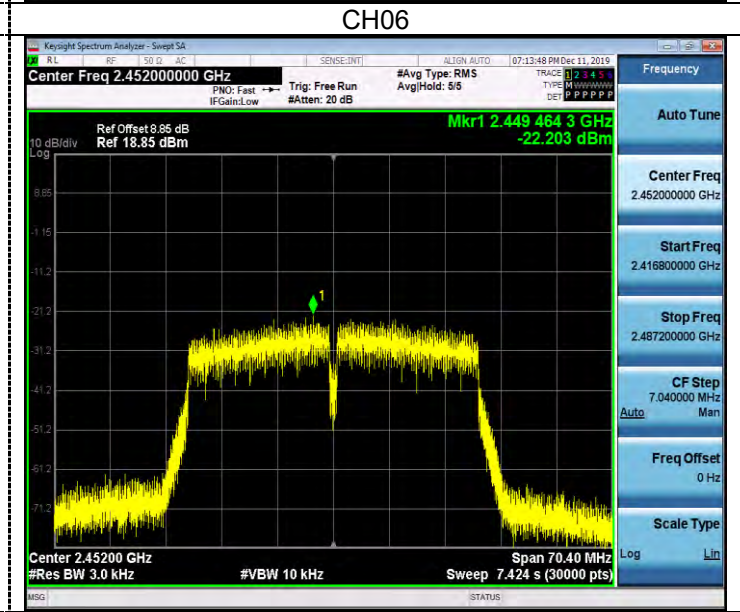 CH06
Keysight Spectrum Analyzer - Swept SA
RL RF 50 Ω AC SENSE:INT ALIGN AUTO 07:13:48 PM Dec 11, 2019
Center Freq 2.452000000 GHz
PNO: Fast
IFGain:Low
Trig: Free Run
#Atten: 20 dB
#Avg Type: RMS
Avg|Hold: 5/5
TRACE 1 2 3 4 5 6
TYPE M WWWWW
DET P P P P P P
Ref Offset 8.85 dB
10 dB/div Ref 18.85 dBm
Log
Mkr1 2.449 464 3 GHz
-22.203 dBm
8.85
-1.15
-11.2
-21.2
-31.2
-41.2
-51.2
-61.2
-71.2
1
Center 2.45200 GHz Span 70.40 MHz
#Res BW 3.0 kHz #VBW 10 kHz Sweep 7.424 s (30000 pts)
MSG STATUS
Frequency
Auto Tune
Center Freq
2.452000000 GHz
Start Freq
2.416800000 GHz
Stop Freq
2.487200000 GHz
CF Step
7.040000 MHz
Auto Man
Freq Offset
0 Hz
Scale Type
Log Lin